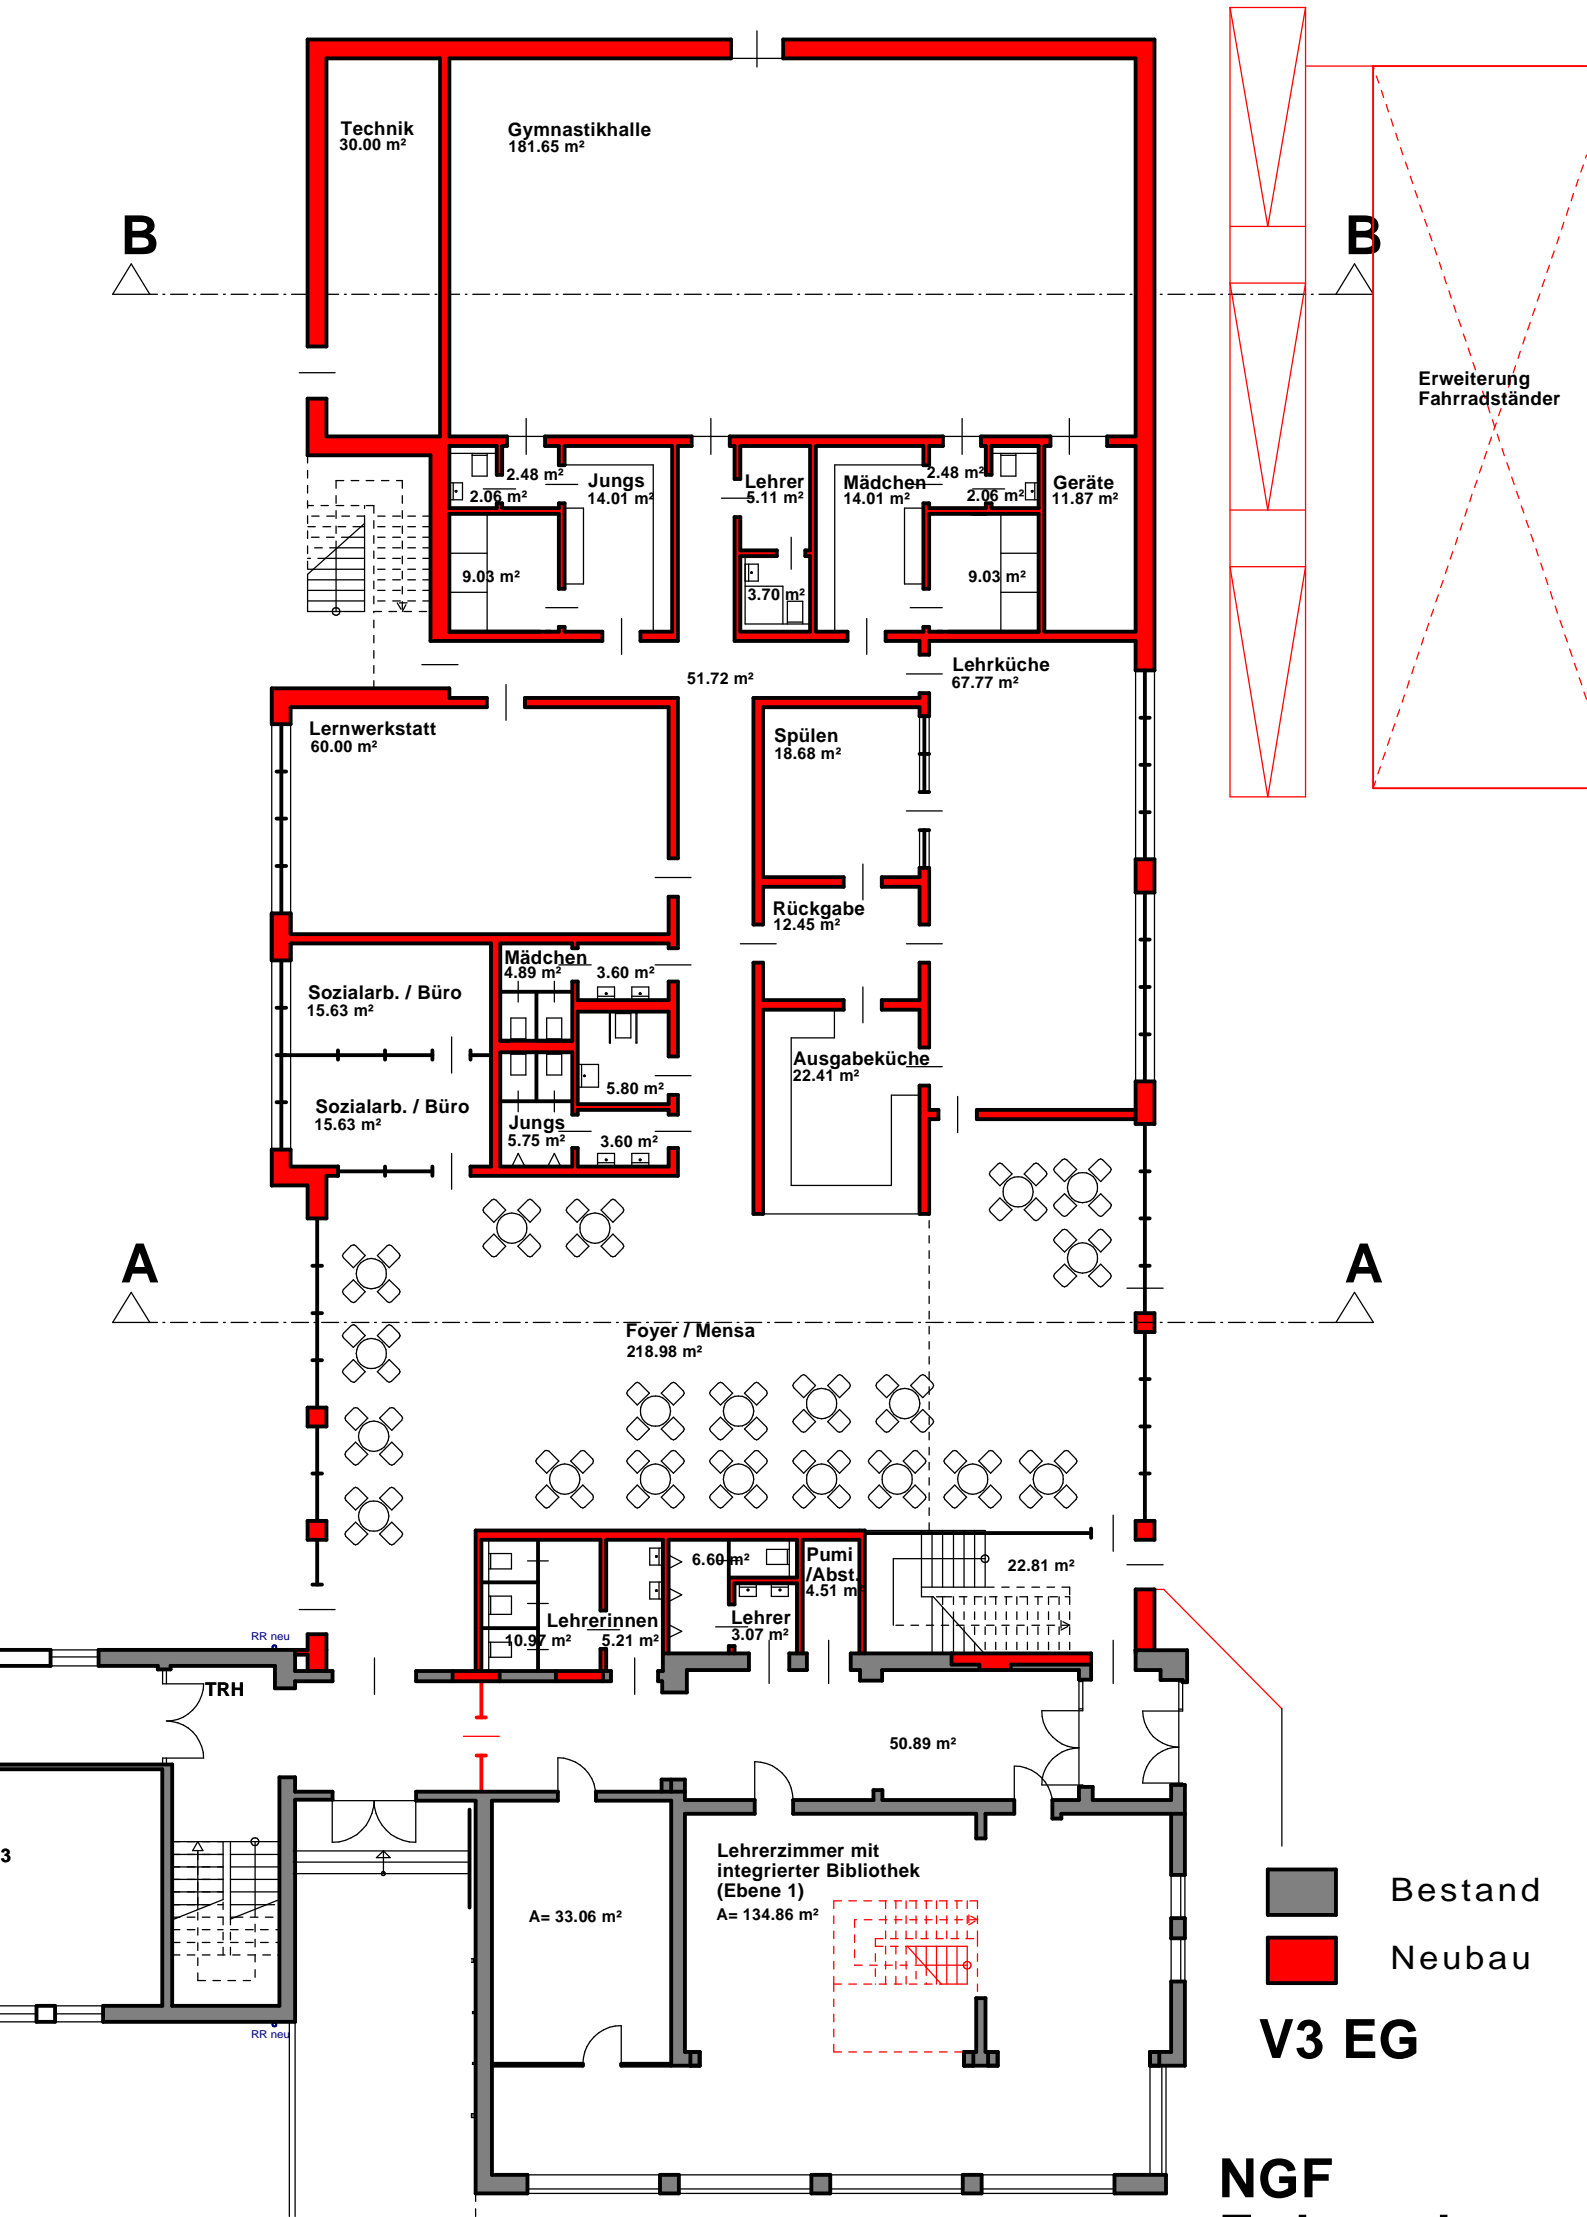 Technik
30.00 m²
Gymnastikhalle
181.65 m²
B
B
Erweiterung
Fahrradständer
2.48 m²
2.06 m²
Jungs
14.01 m²
Lehrer
5.11 m²
Mädchen
14.01 m²
2.48 m²
2.06 m²
Geräte
11.87 m²
9.03 m²
3.70 m²
9.03 m²
51.72 m²
Lehrküche
67.77 m²
Lernwerkstatt
60.00 m²
Spülen
18.68 m²
Rückgabe
12.45 m²
Mädchen
4.89 m²
3.60 m²
Sozialarb. / Büro
15.63 m²
Ausgabeküche
22.41 m²
5.80 m²
Sozialarb. / Büro
15.63 m²
Jungs
5.75 m²
3.60 m²
A
A
Foyer / Mensa
218.98 m²
6.60 m²
Pumi
/Abst.
4.51 m²
22.81 m²
Lehrerinnen
10.97 m²
5.21 m²
Lehrer
3.07 m²
RR neu
TRH
50.89 m²
3
Lehrerzimmer mit
integrierter Bibliothek
(Ebene 1)
A= 134.86 m²
A= 33.06 m²
Bestand
Neubau
RR neu
V3 EG
NGF